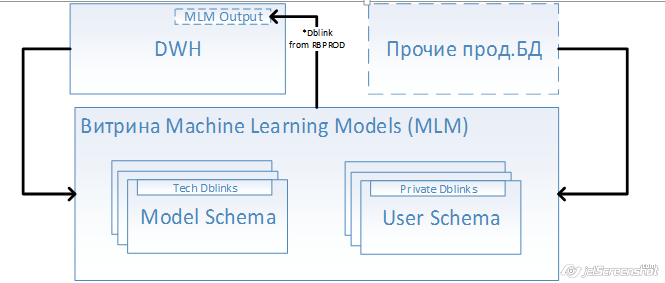 MLM Output
DWH
*Dblink
from RBPROD
Прочие прод.БД
Витрина Machine Learning Models (MLM)
Tech Dblinks
Model Schema
Private Dblinks
User Schema
jetScreenshot